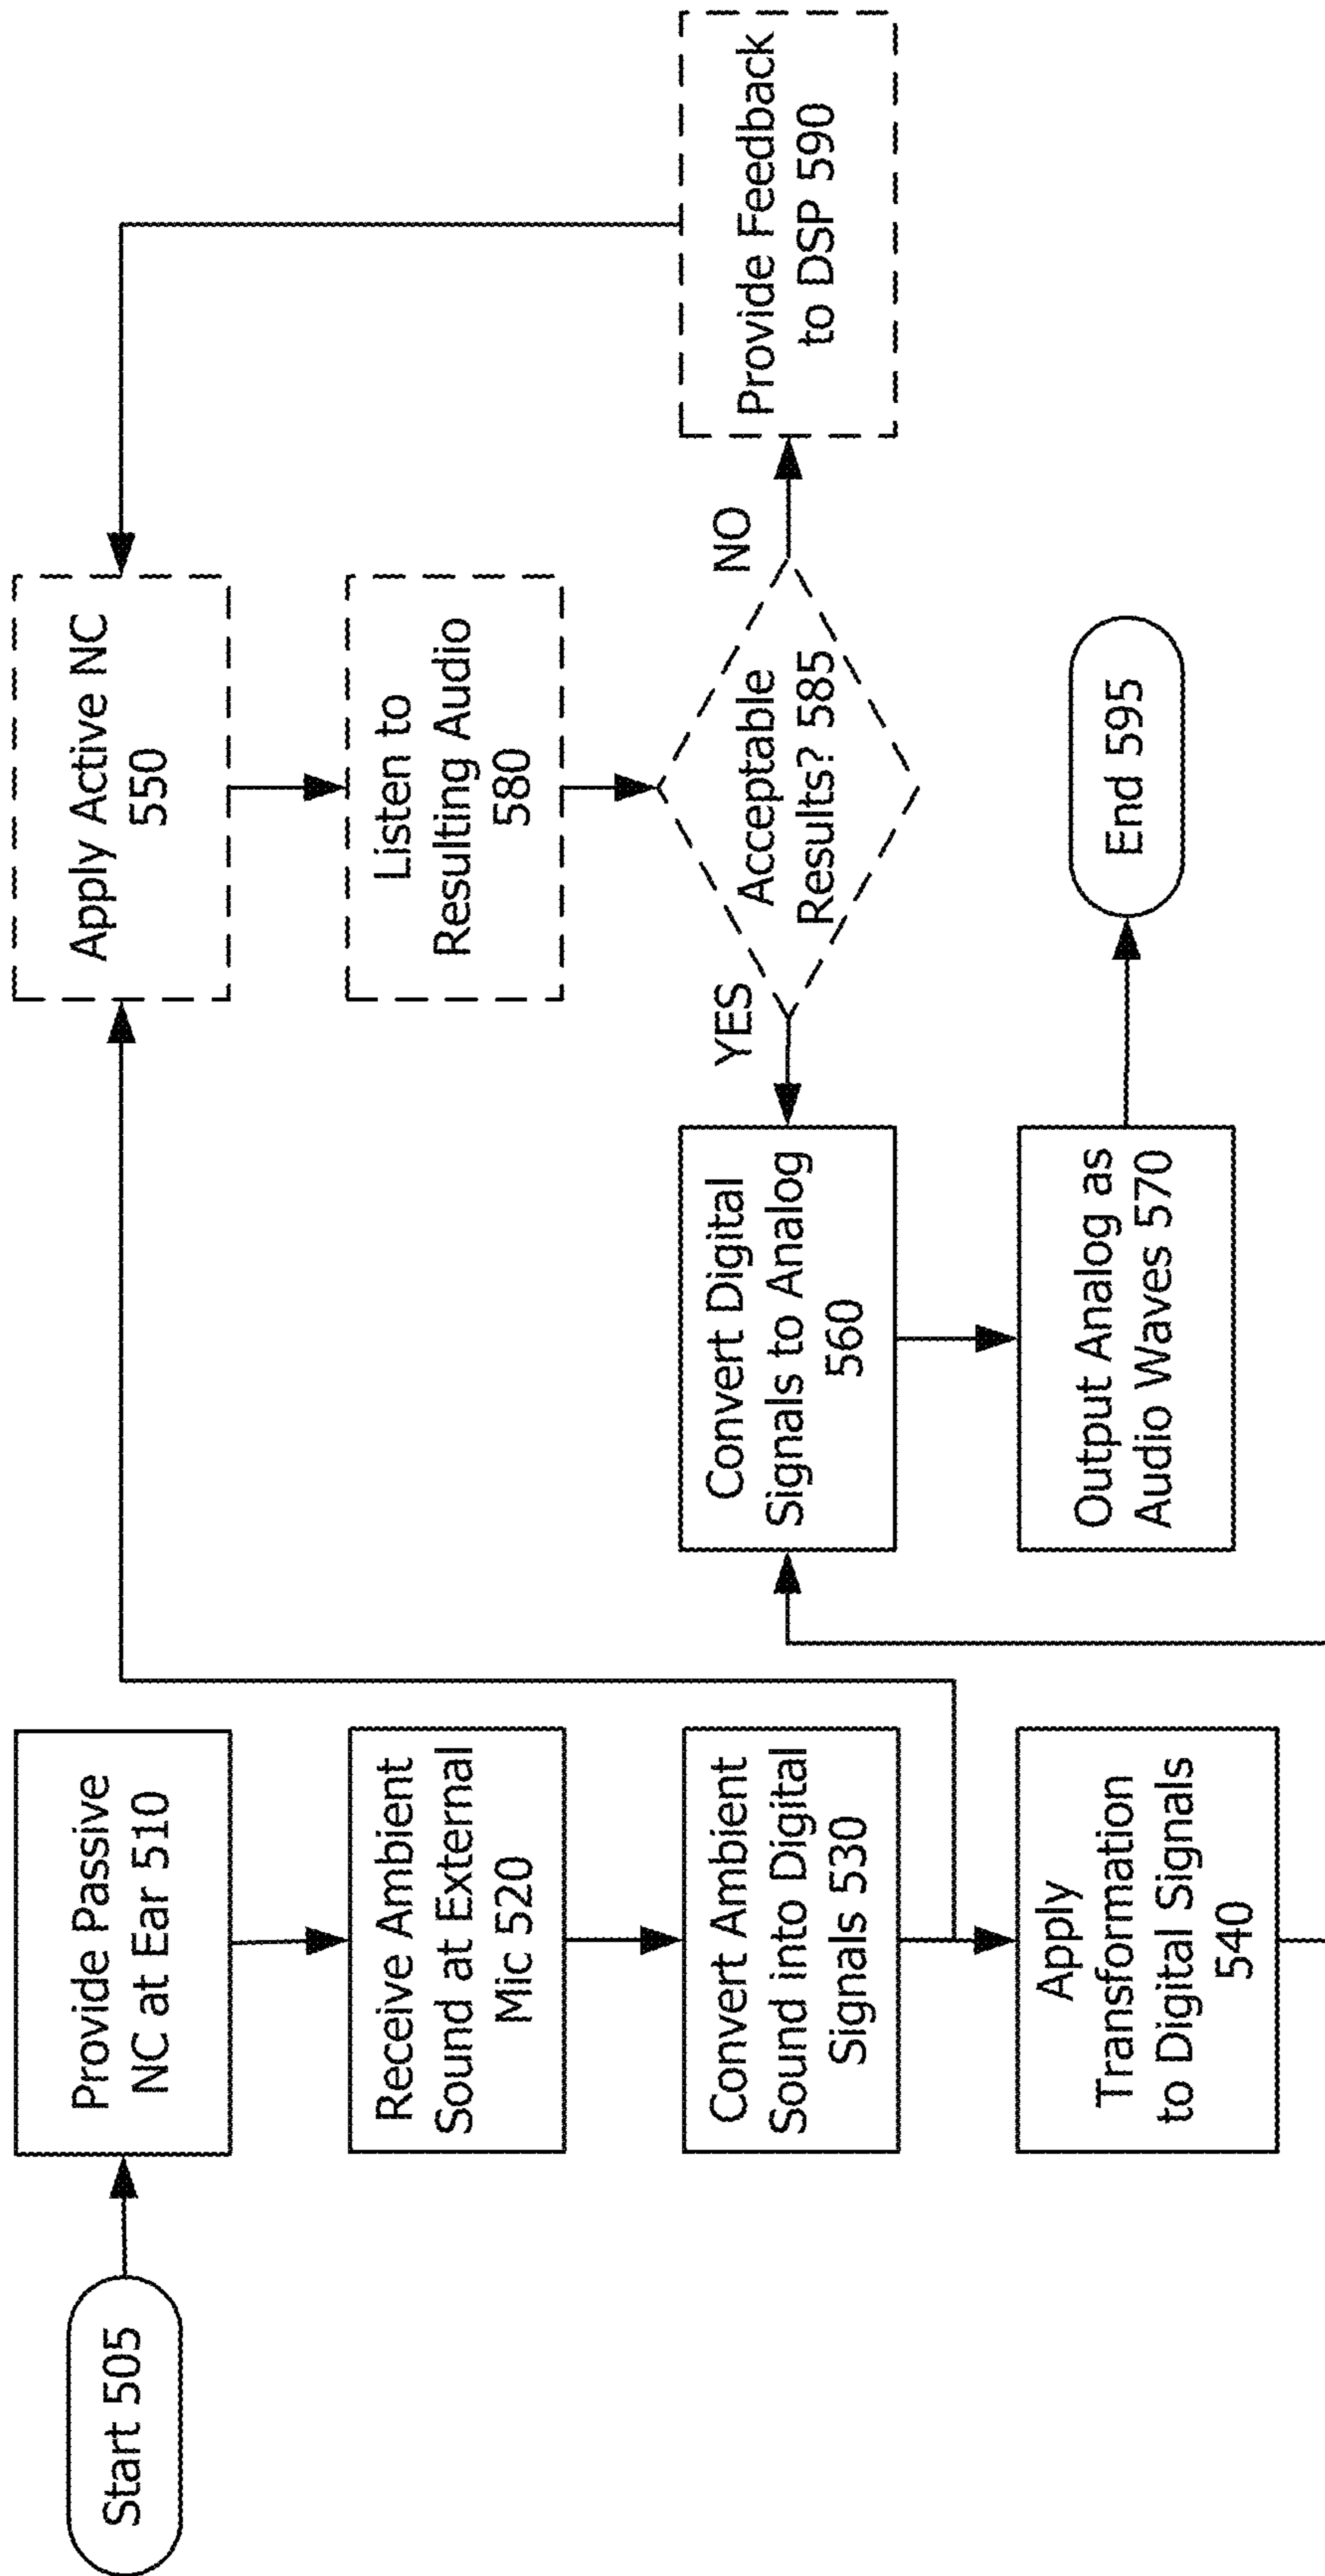 Start 505
Provide Passive
NC at Ear 510
Receive Ambient
Sound at External
Mic 520
Convert Ambient
Sound into Digital
Signals 530
Apply
Transformation
to Digital Signals
540
Apply Active NC
550
Listen to
Resulting Audio
580
Acceptable
Results? 585
YES
NO
Convert Digital
Signals to Analog
560
Output Analog as
Audio Waves 570
Provide Feedback
to DSP 590
End 595